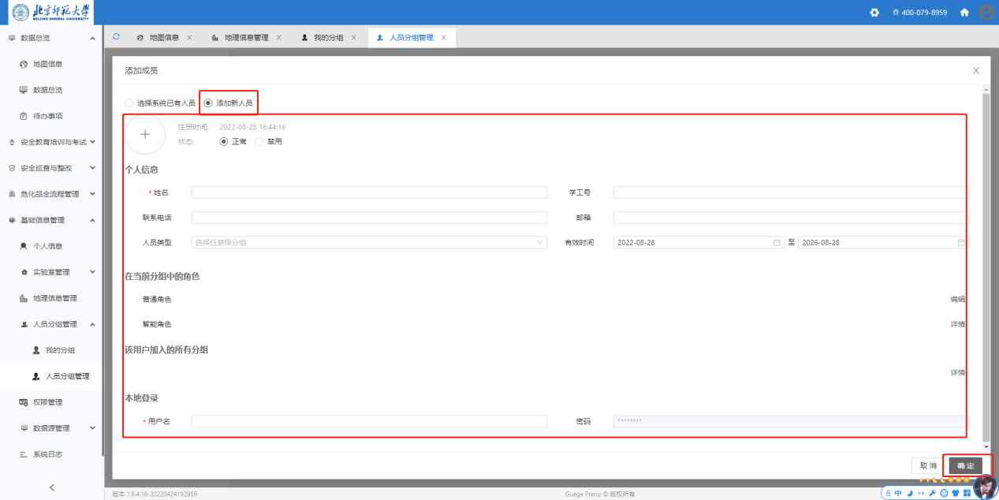 北京师范大学
BEIJING NORMAL UNIVERSITY
400-079-8959
数据总览
地图信息
数据总览
待办事项
安全教育培训与考试
安全巡查与整改
危化品全流程管理
基础信息管理
个人信息
实验室管理
地理信息管理
人员分组管理
我的分组
人员分组管理
权限管理
数据源管理
系统日志
地图信息 × 地理信息管理 × 我的分组 × 人员分组管理 ×
添加成员
选择系统已有人员 添加新人员
注册时间: 2022-08-28 16:44:16
状态: 正常 禁用
个人信息
* 姓名 学工号
联系电话 邮箱
人员类型 选择任意级分组 有效时间 2022-08-28 至 2026-08-28
在当前分组中的角色
普通角色 编辑
智能角色 详情
该用户加入的所有分组
详情
本地登录
* 用户名 密码 ********
取 消 确 定
版本 1.6.4.16-20220424192959 Guege Preno © 版权所有
中